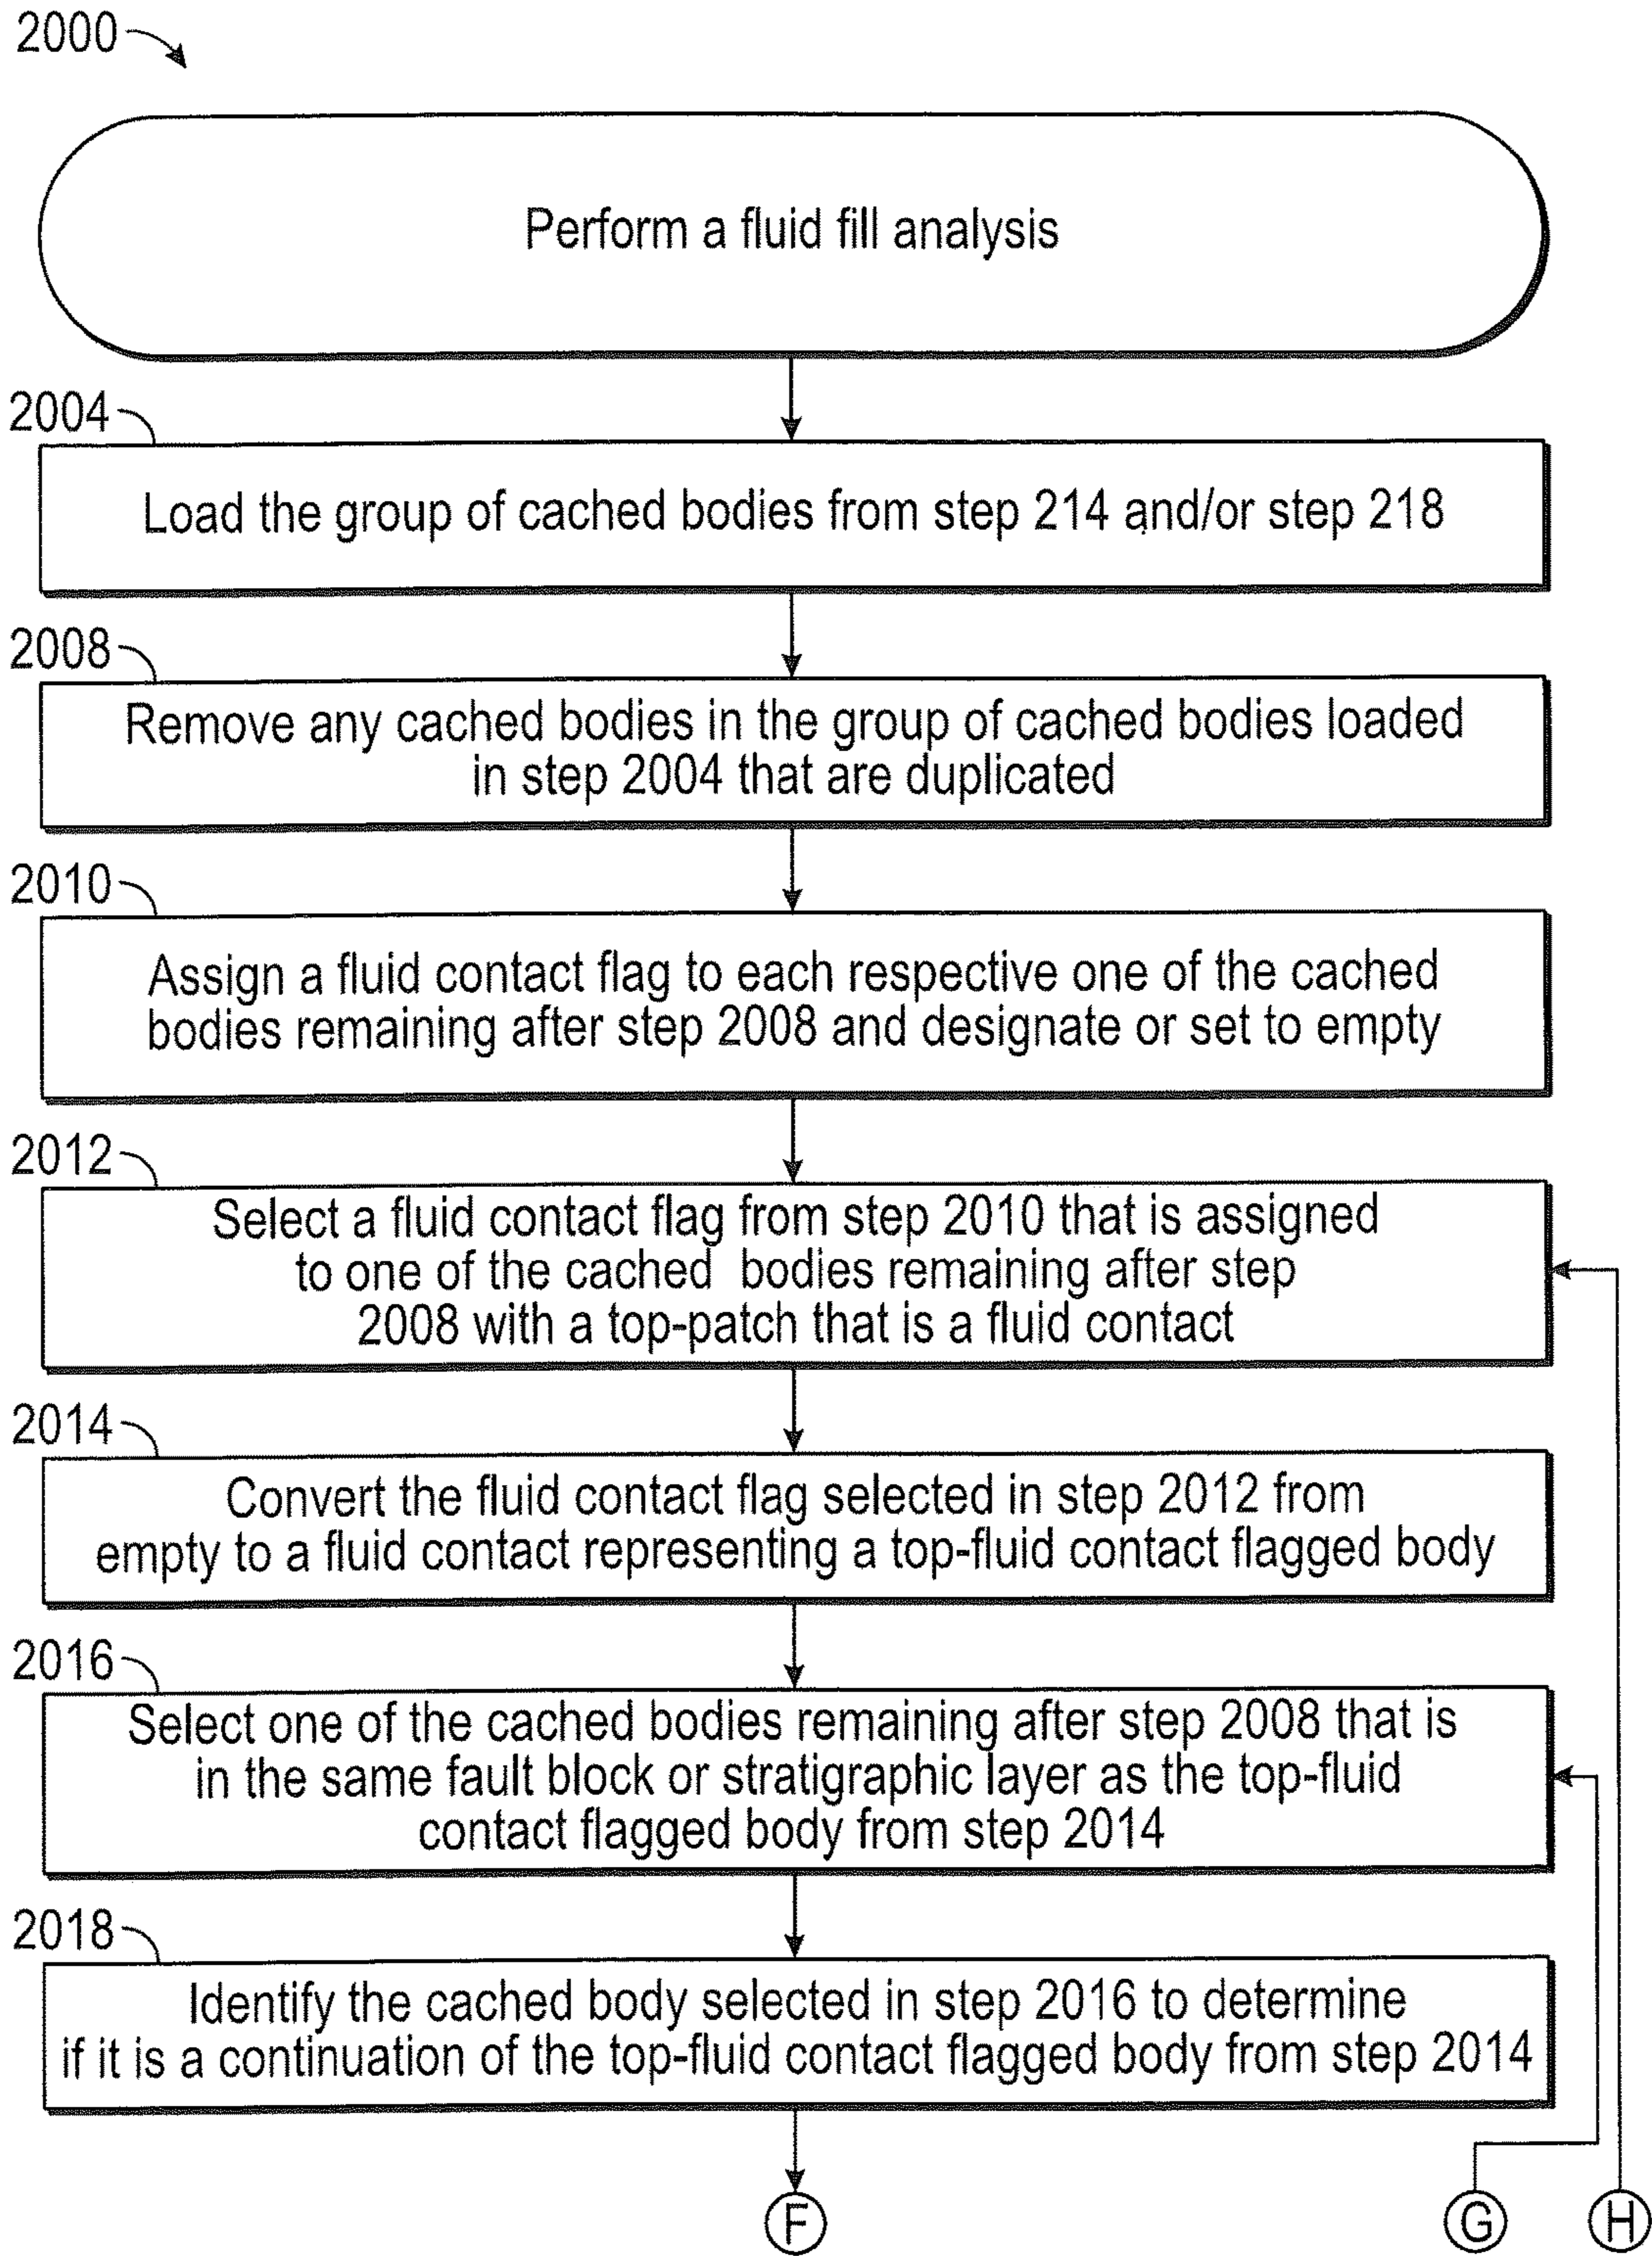 2000
Perform a fluid fill analysis
2004
Load the group of cached bodies from step 214 and/or step 218
2008
Remove any cached bodies in the group of cached bodies loaded
in step 2004 that are duplicated
2010
Assign a fluid contact flag to each respective one of the cached
bodies remaining after step 2008 and designate or set to empty
2012
Select a fluid contact flag from step 2010 that is assigned
to one of the cached bodies remaining after step
2008 with a top-patch that is a fluid contact
2014
Convert the fluid contact flag selected in step 2012 from
empty to a fluid contact representing a top-fluid contact flagged body
2016
Select one of the cached bodies remaining after step 2008 that is
in the same fault block or stratigraphic layer as the top-fluid
contact flagged body from step 2014
2018
Identify the cached body selected in step 2016 to determine
if it is a continuation of the top-fluid contact flagged body from step 2014
F
G
H